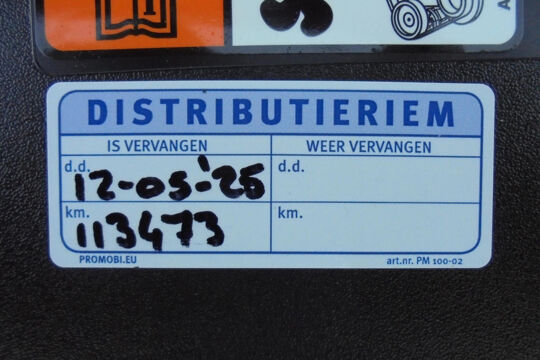 DISTRIBUTIERIEM
IS VERVANGEN WEER VERVANGEN
d.d. 12-05-'25 d.d.
km. 113473 km.
PROMOBI.EU art.nr. PM 100-02